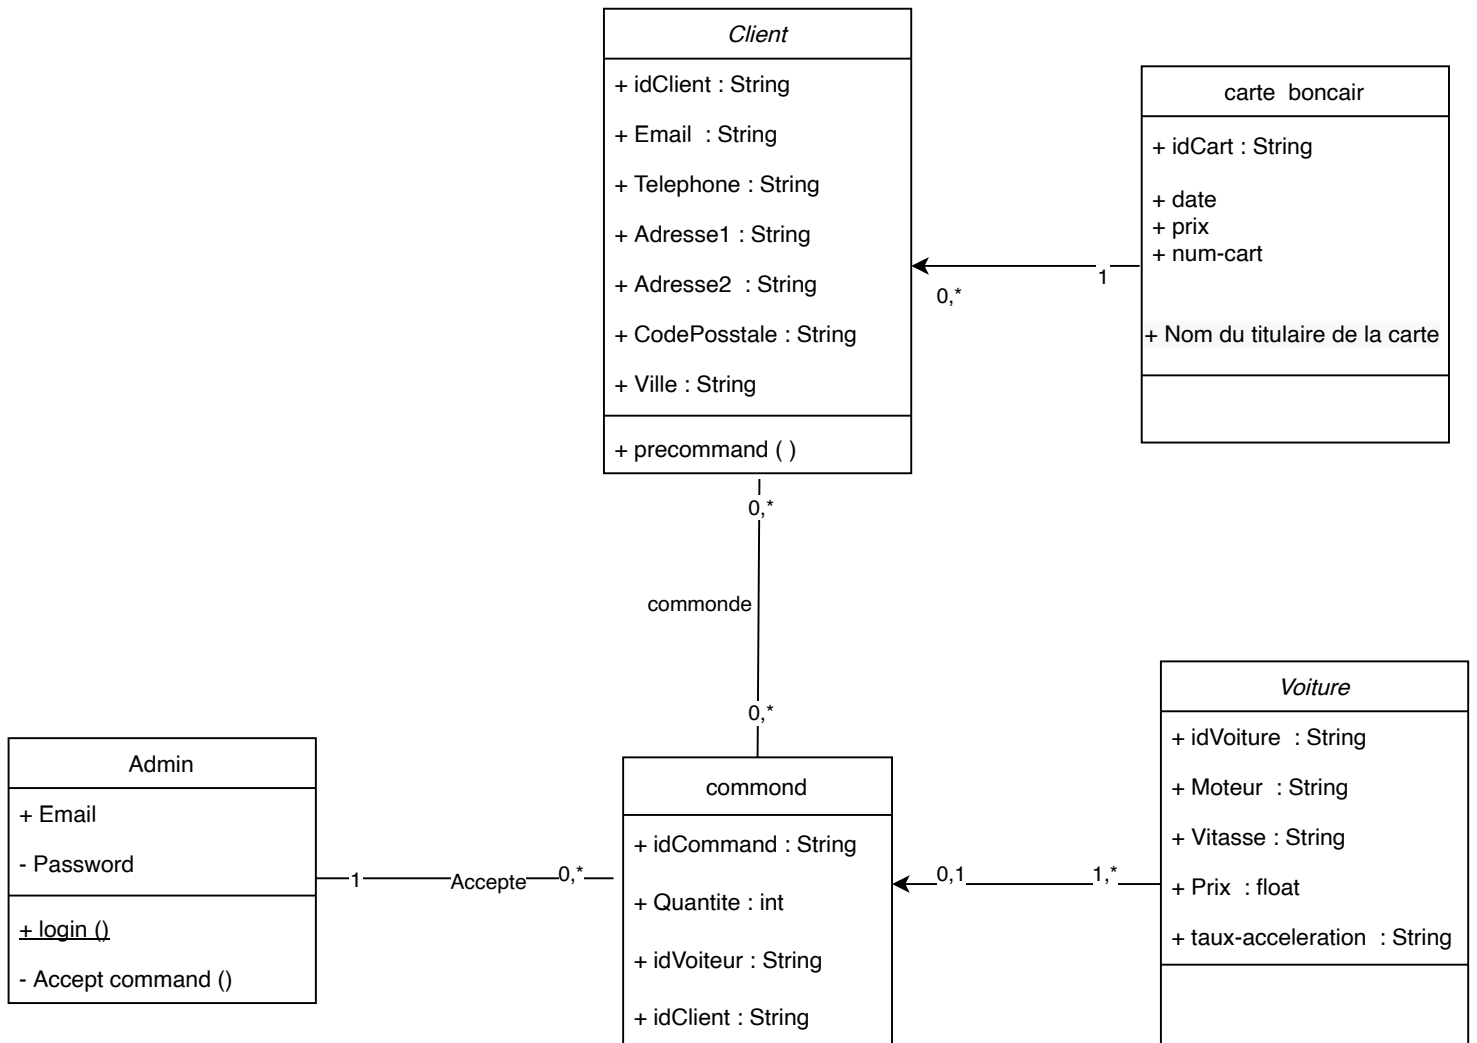 Client
+ idClient : String
+ Email  : String
+ Telephone : String
+ Adresse1 : String
+ Adresse2  : String
+ CodePosstale : String
+ Ville : String
+ precommand ( )
carte  boncair
+ idCart : String
+ date
+ prix
+ num-cart
+ Nom du titulaire de la carte
0,*
1
0,*
commonde
0,*
Admin
+ Email
- Password
+ login ()
- Accept command ()
1
Accepte
0,*
commond
+ idCommand : String
+ Quantite : int
+ idVoiteur : String
+ idClient : String
0,1
1,*
Voiture
+ idVoiture  : String
+ Moteur  : String
+ Vitasse : String
+ Prix  : float
+ taux-acceleration  : String